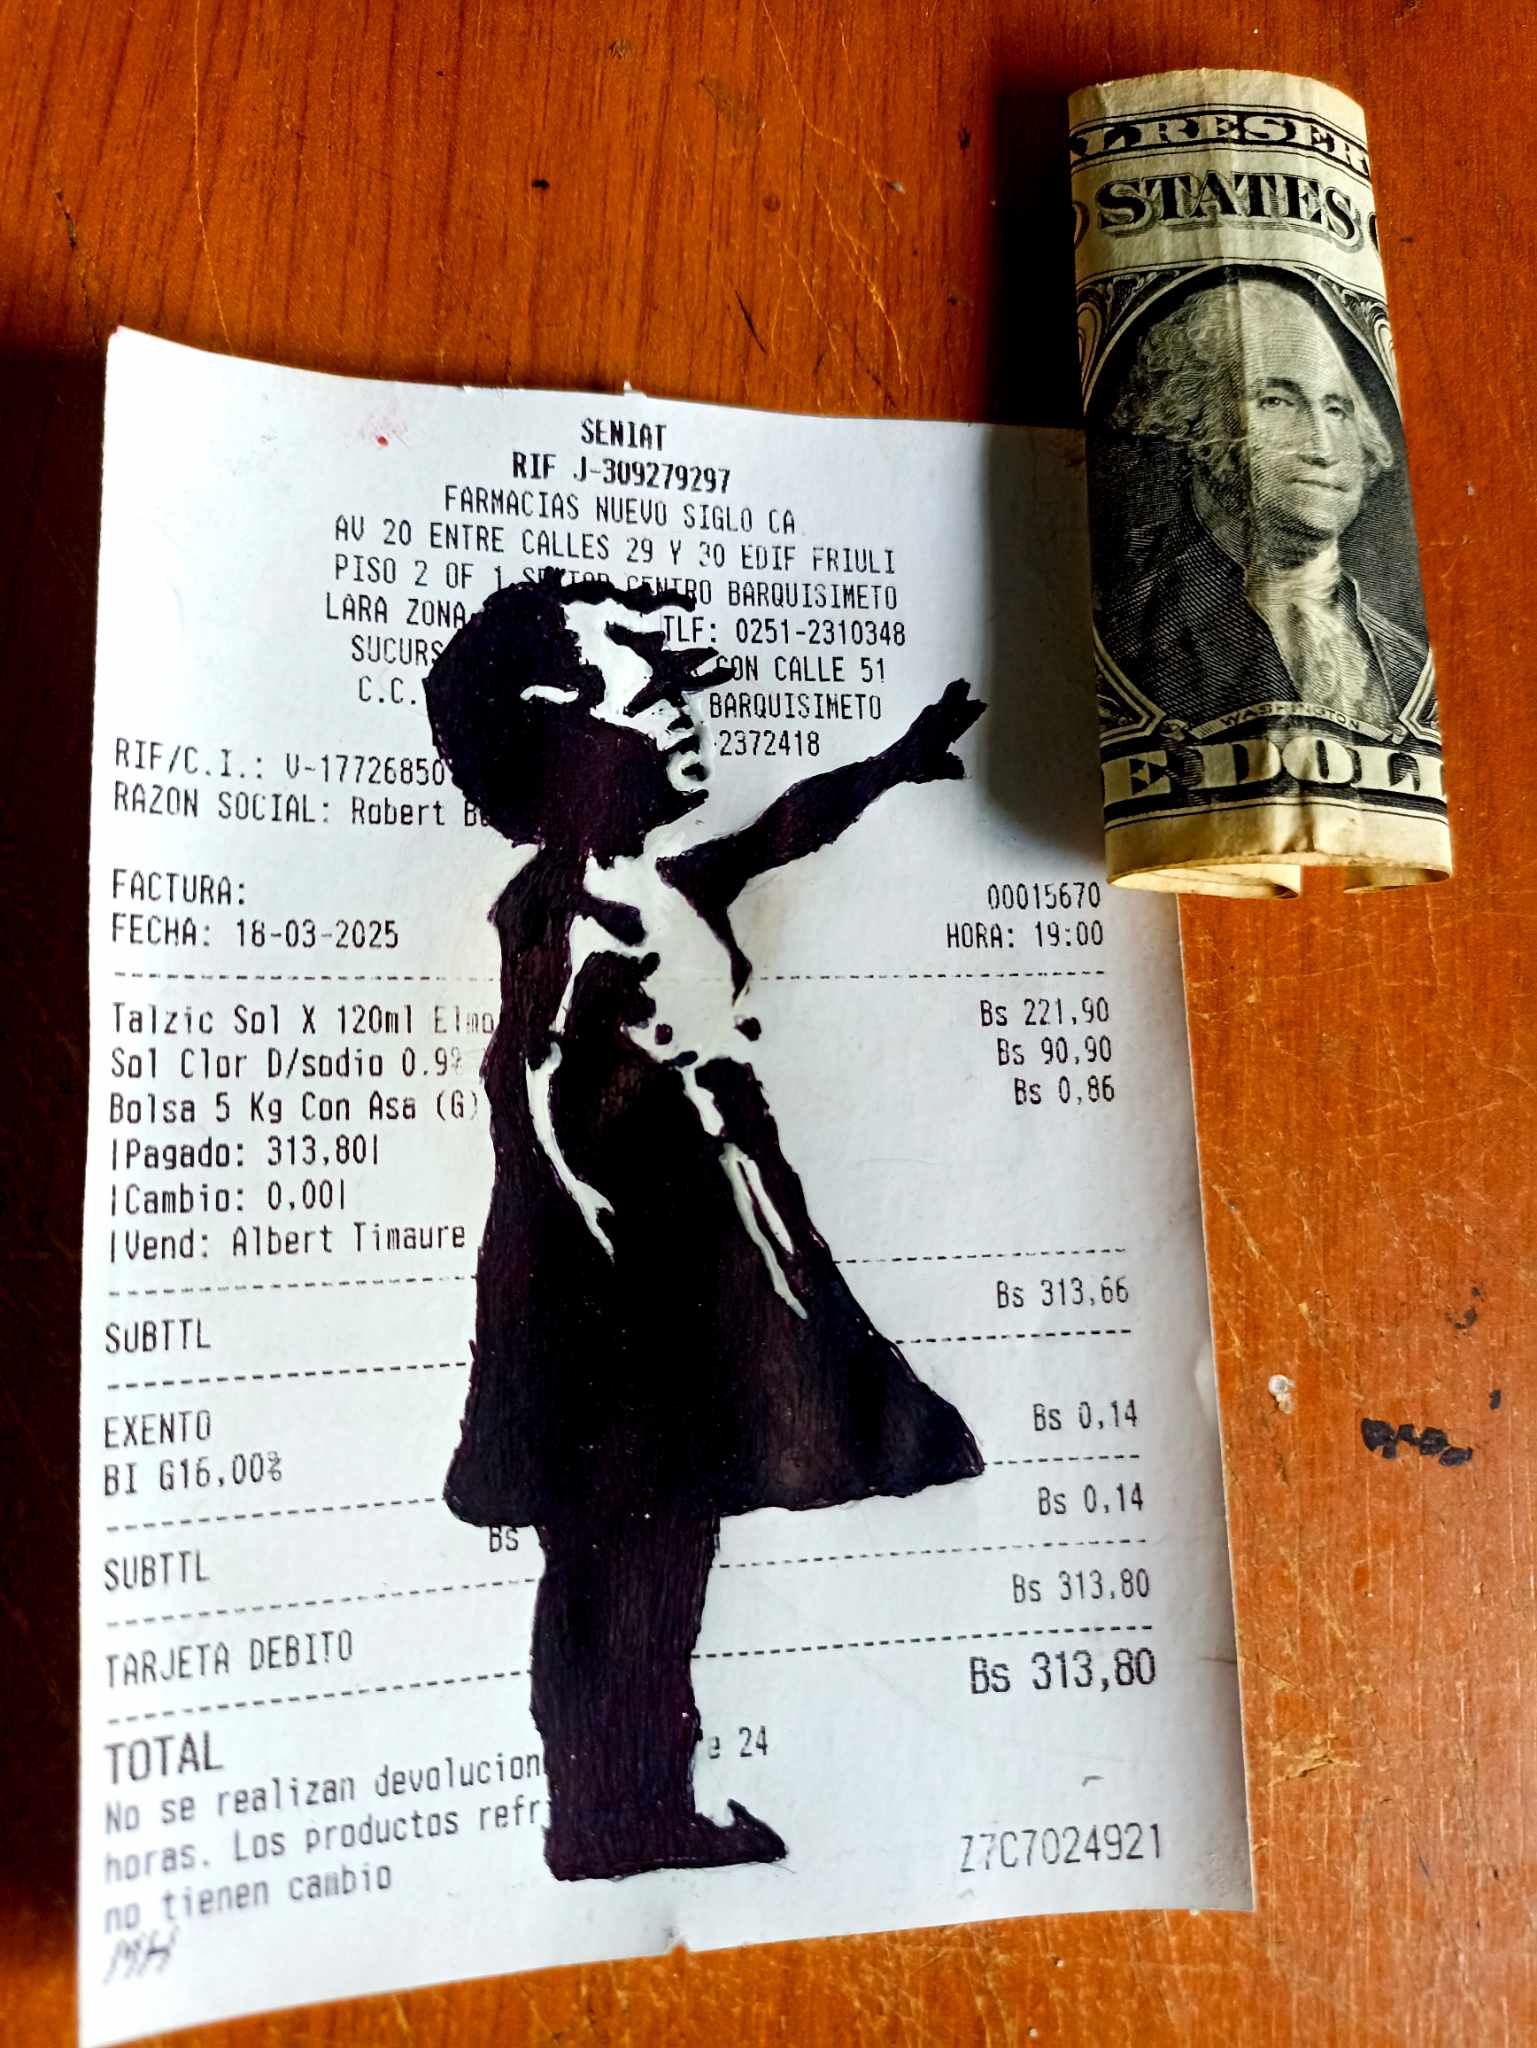 SENIAT
RIF J-309279297
FARMACIAS NUEVO SIGLO CA
AV 20 ENTRE CALLES 29 Y 30 EDIF FRIULI
PISO 2 OF 1 SECTOR CENTRO BARQUISIMETO
LARA ZONA TLF: 0251-2310348
SUCURS CON CALLE 51
C.C. BARQUISIMETO
2372418
RIF/C.I.: V-17726850
RAZON SOCIAL: Robert
FACTURA: 00015670
FECHA: 18-03-2025 HORA: 19:00
Talzic Sol X 120ml Elmo Bs 221,90
Sol Clor D/sodio 0.9% Bs 90,90
Bolsa 5 Kg Con Asa (G) Bs 0,86
|Pagado: 313,80|
|Cambio: 0,00|
|Vend: Albert Timaure
SUBTTL Bs 313,66
EXENTO
BI G16,00% Bs 0,14
Bs
SUBTTL Bs 0,14
TARJETA DEBITO Bs 313,80
TOTAL Bs 313,80
No se realizan devolucion e 24
horas. Los productos refr
no tienen cambio
MH Z7C7024921
L RESER
STATES
WASHINGTON
E DOLL